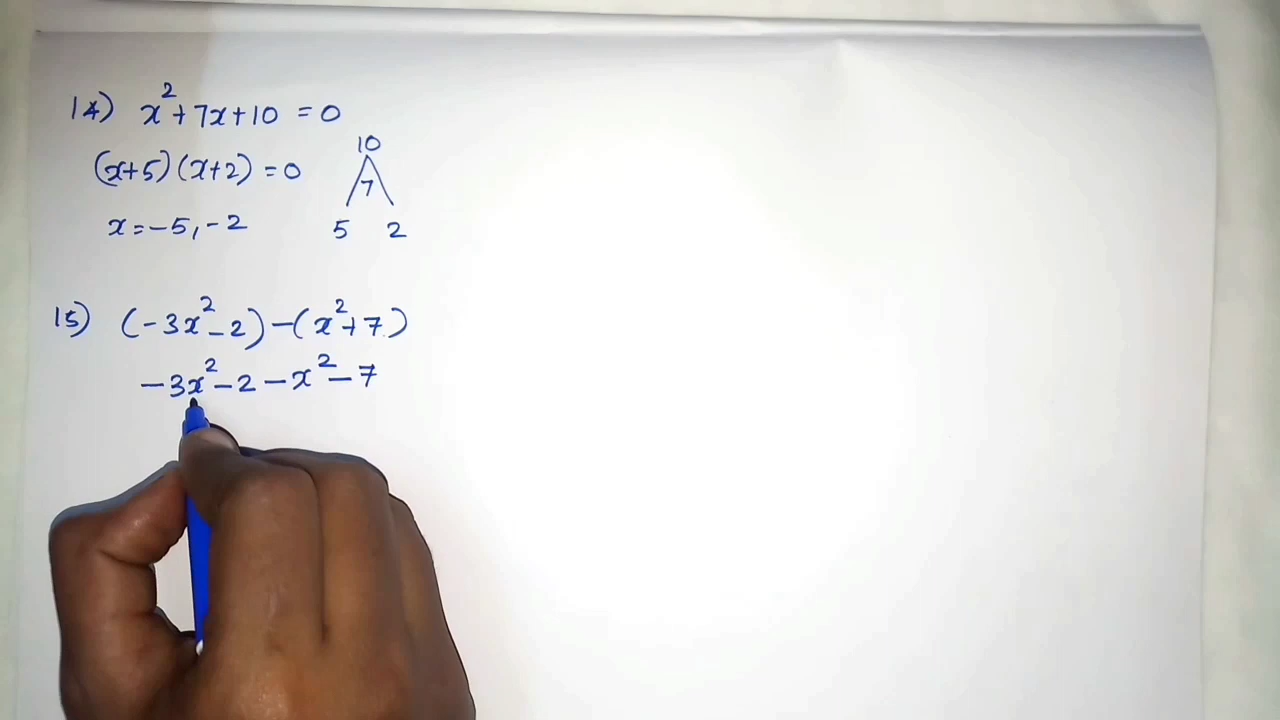 14) x²+7x+10 = 0
(x+5)(x+2) = 0
10
7
5 2
x = -5, -2
15) (-3x²-2)-(x²+7)
-3x²-2-x²-7